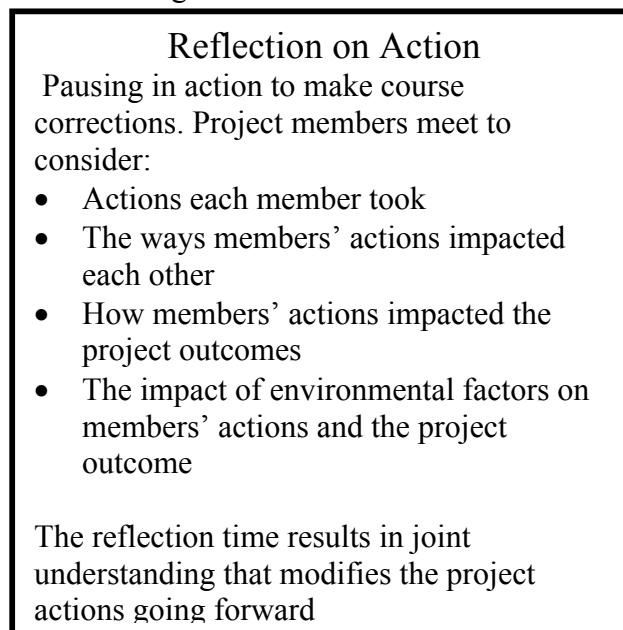 Reflection on Action
Pausing in action to make course
corrections. Project members meet to
consider:
• Actions each member took
• The ways members’ actions impacted
each other
• How members’ actions impacted the
project outcomes
• The impact of environmental factors on
members’ actions and the project
outcome
The reflection time results in joint
understanding that modifies the project
actions going forward